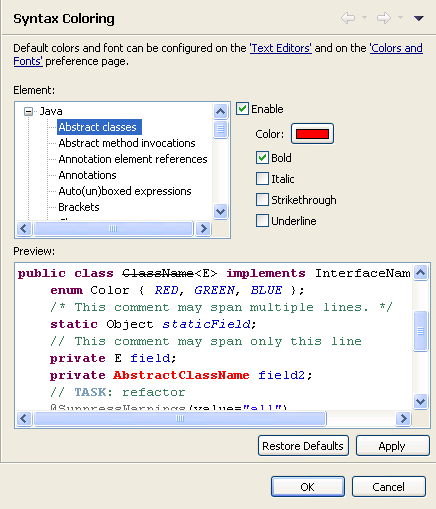 Syntax Coloring
Default colors and font can be configured on the 'Text Editors' and on the 'Colors and
Fonts' preference page.
Element:
Java
Abstract classes
Abstract method invocations
Annotation element references
Annotations
Auto(un)boxed expressions
Brackets
Enable
Color:
Bold
Italic
Strikethrough
Underline
Preview:
public class ClassName<E> implements InterfaceNam
enum Color { RED, GREEN, BLUE };
/* This comment may span multiple lines. */
static Object staticField;
// This comment may span only this line
private E field;
private AbstractClassName field2;
// TASK: refactor
@SuppressWarnings(value="all")
Restore Defaults
Apply
OK
Cancel